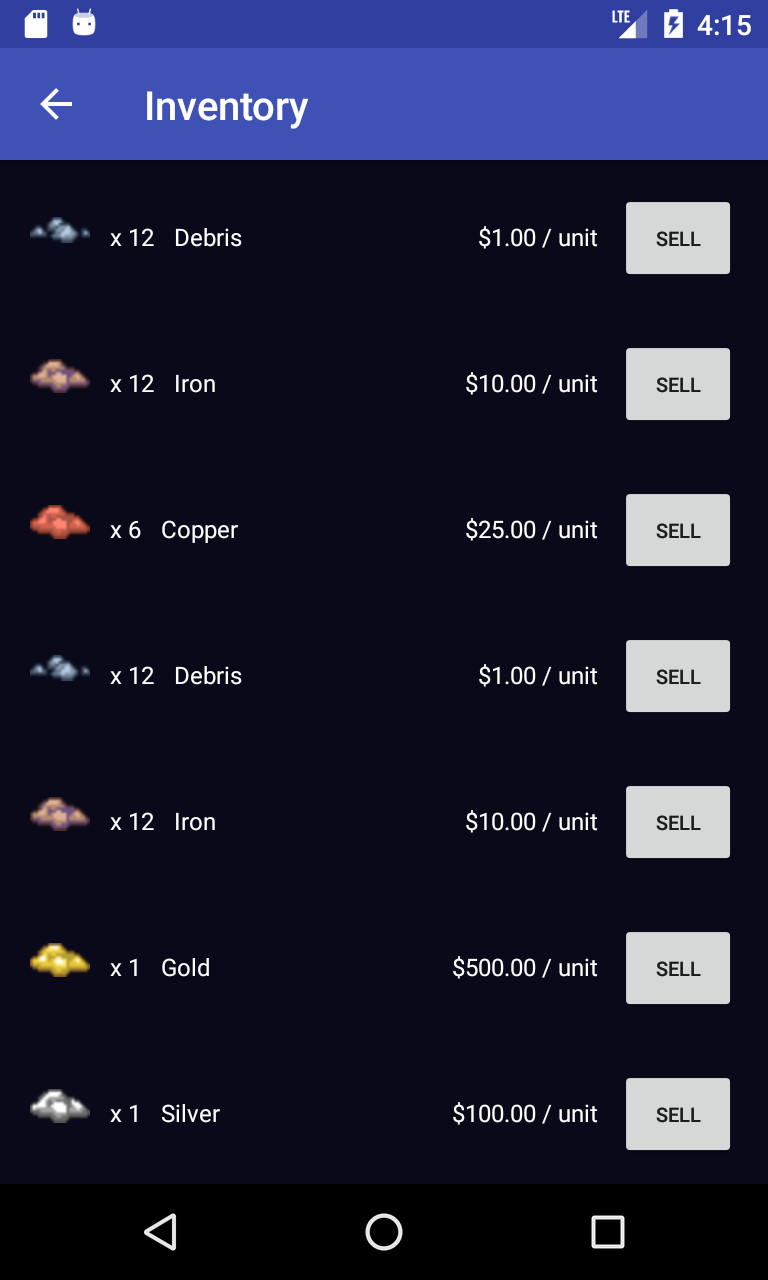 LTE 4:15
Inventory
x 12 Debris $1.00 / unit SELL
x 12 Iron $10.00 / unit SELL
x 6 Copper $25.00 / unit SELL
x 12 Debris $1.00 / unit SELL
x 12 Iron $10.00 / unit SELL
x 1 Gold $500.00 / unit SELL
x 1 Silver $100.00 / unit SELL